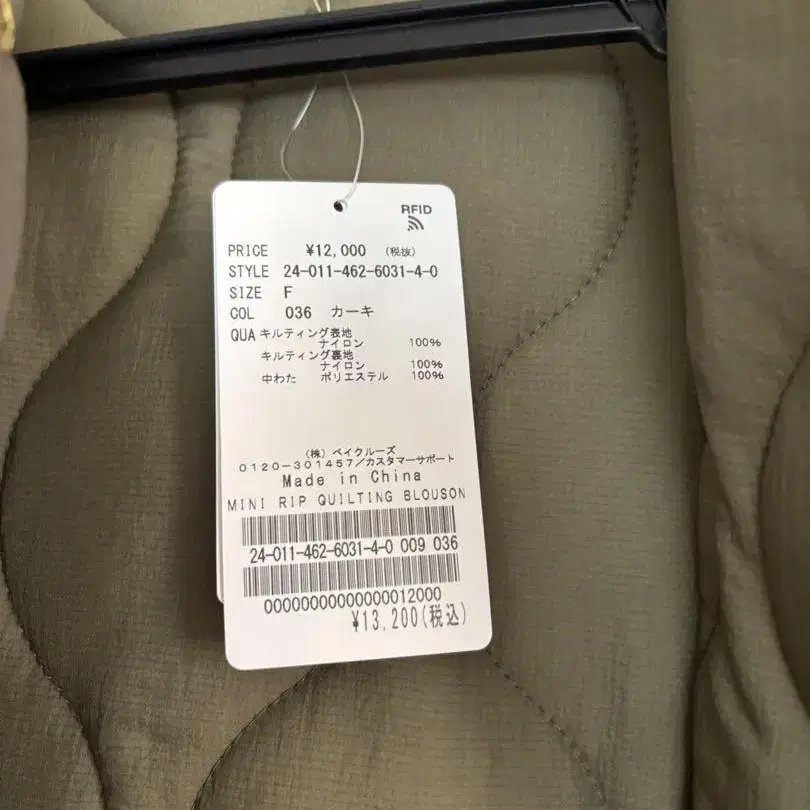 RFID
PRICE ¥12,000 (税抜)
STYLE 24-011-462-6031-4-0
SIZE F
COL 036 カーキ
QUA キルティング表地
ナイロン 100%
キルティング裏地
ナイロン 100%
中わた ポリエステル 100%
(株) ベイクルーズ
0120-301457/カスタマーサポート
Made in China
MINI RIP QUILTING BLOUSON
24-011-462-6031-4-0 009 036
00000000000000012000
¥13,200(税込)